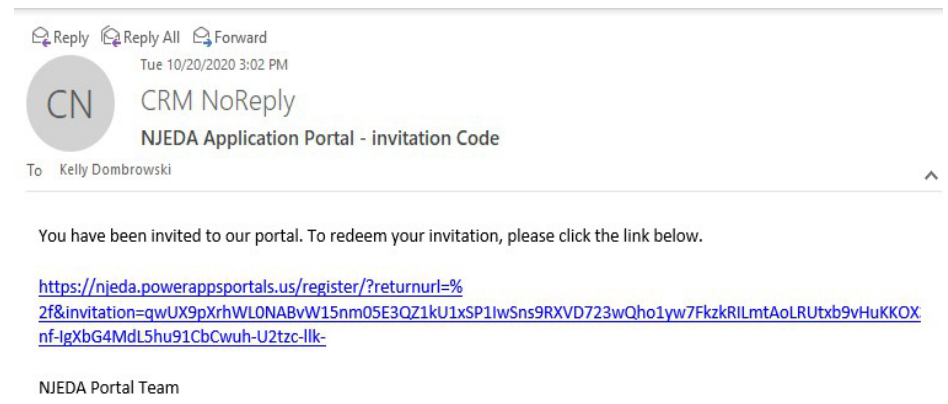 Reply Reply All Forward
Tue 10/20/2020 3:02 PM
CN
CRM NoReply
NJEDA Application Portal - invitation Code
To Kelly Dombrowski
You have been invited to our portal. To redeem your invitation, please click the link below.
https://njeda.powerappsportals.us/register/?returnurl=%
2f&invitation=qwUX9pXrhWL0NABvW15nm05E3QZ1kU1xSP1IwSns9RXVD723wQho1yw7FkzkRILmtAoLRUtxb9vHuKKOX
nf-IgXbG4MdL5hu91CbCwuh-U2tzc-llk-
NJEDA Portal Team